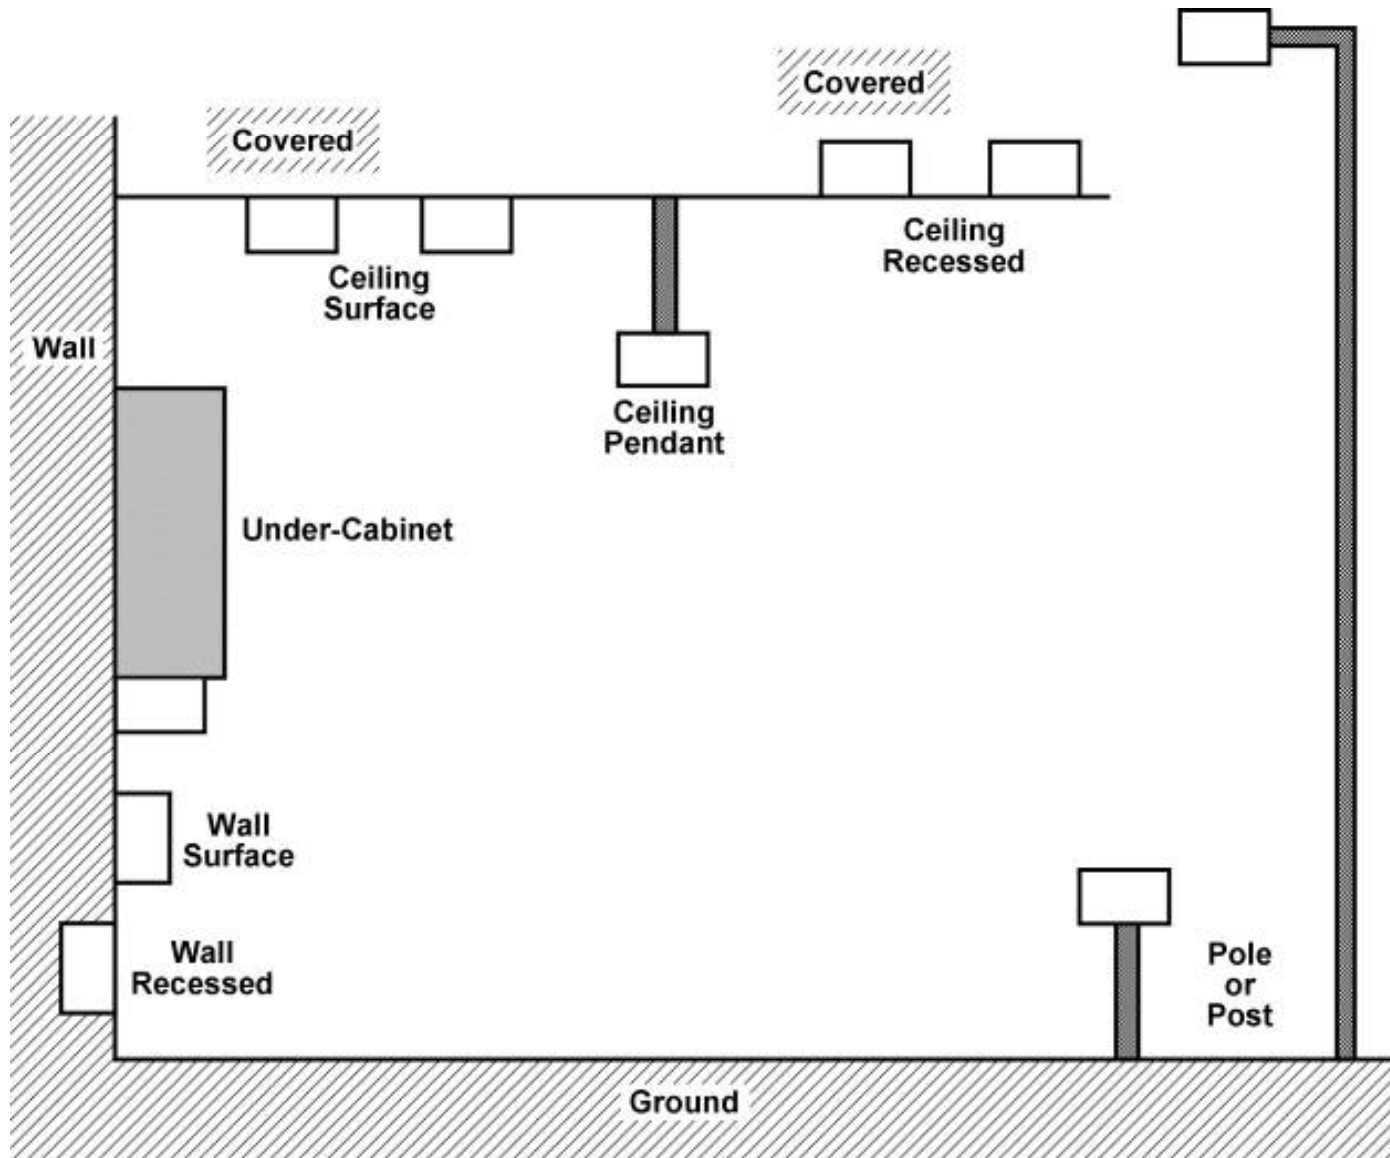 Covered
Covered
Ceiling
Recessed
Ceiling
Surface
Wall
Ceiling
Pendant
Under-Cabinet
Wall
Surface
Wall
Recessed
Pole
or
Post
Ground